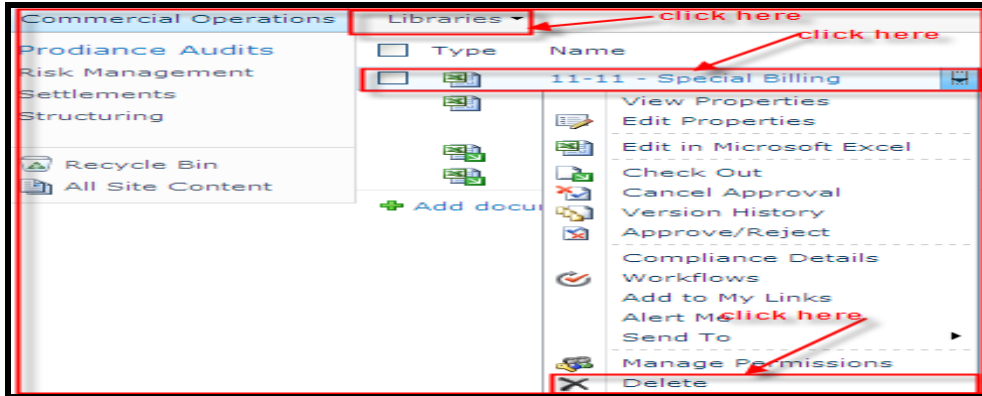 Commercial Operations
Libraries
click here
click here
Prodiance Audits
Risk Management
Settlements
Structuring
Recycle Bin
All Site Content
Type
Name
11-11 - Special Billing
Add docu
View Properties
Edit Properties
Edit in Microsoft Excel
Check Out
Cancel Approval
Version History
Approve/Reject
Compliance Details
Workflows
Add to My Links
Alert Me
click here
Send To
Manage Permissions
Delete